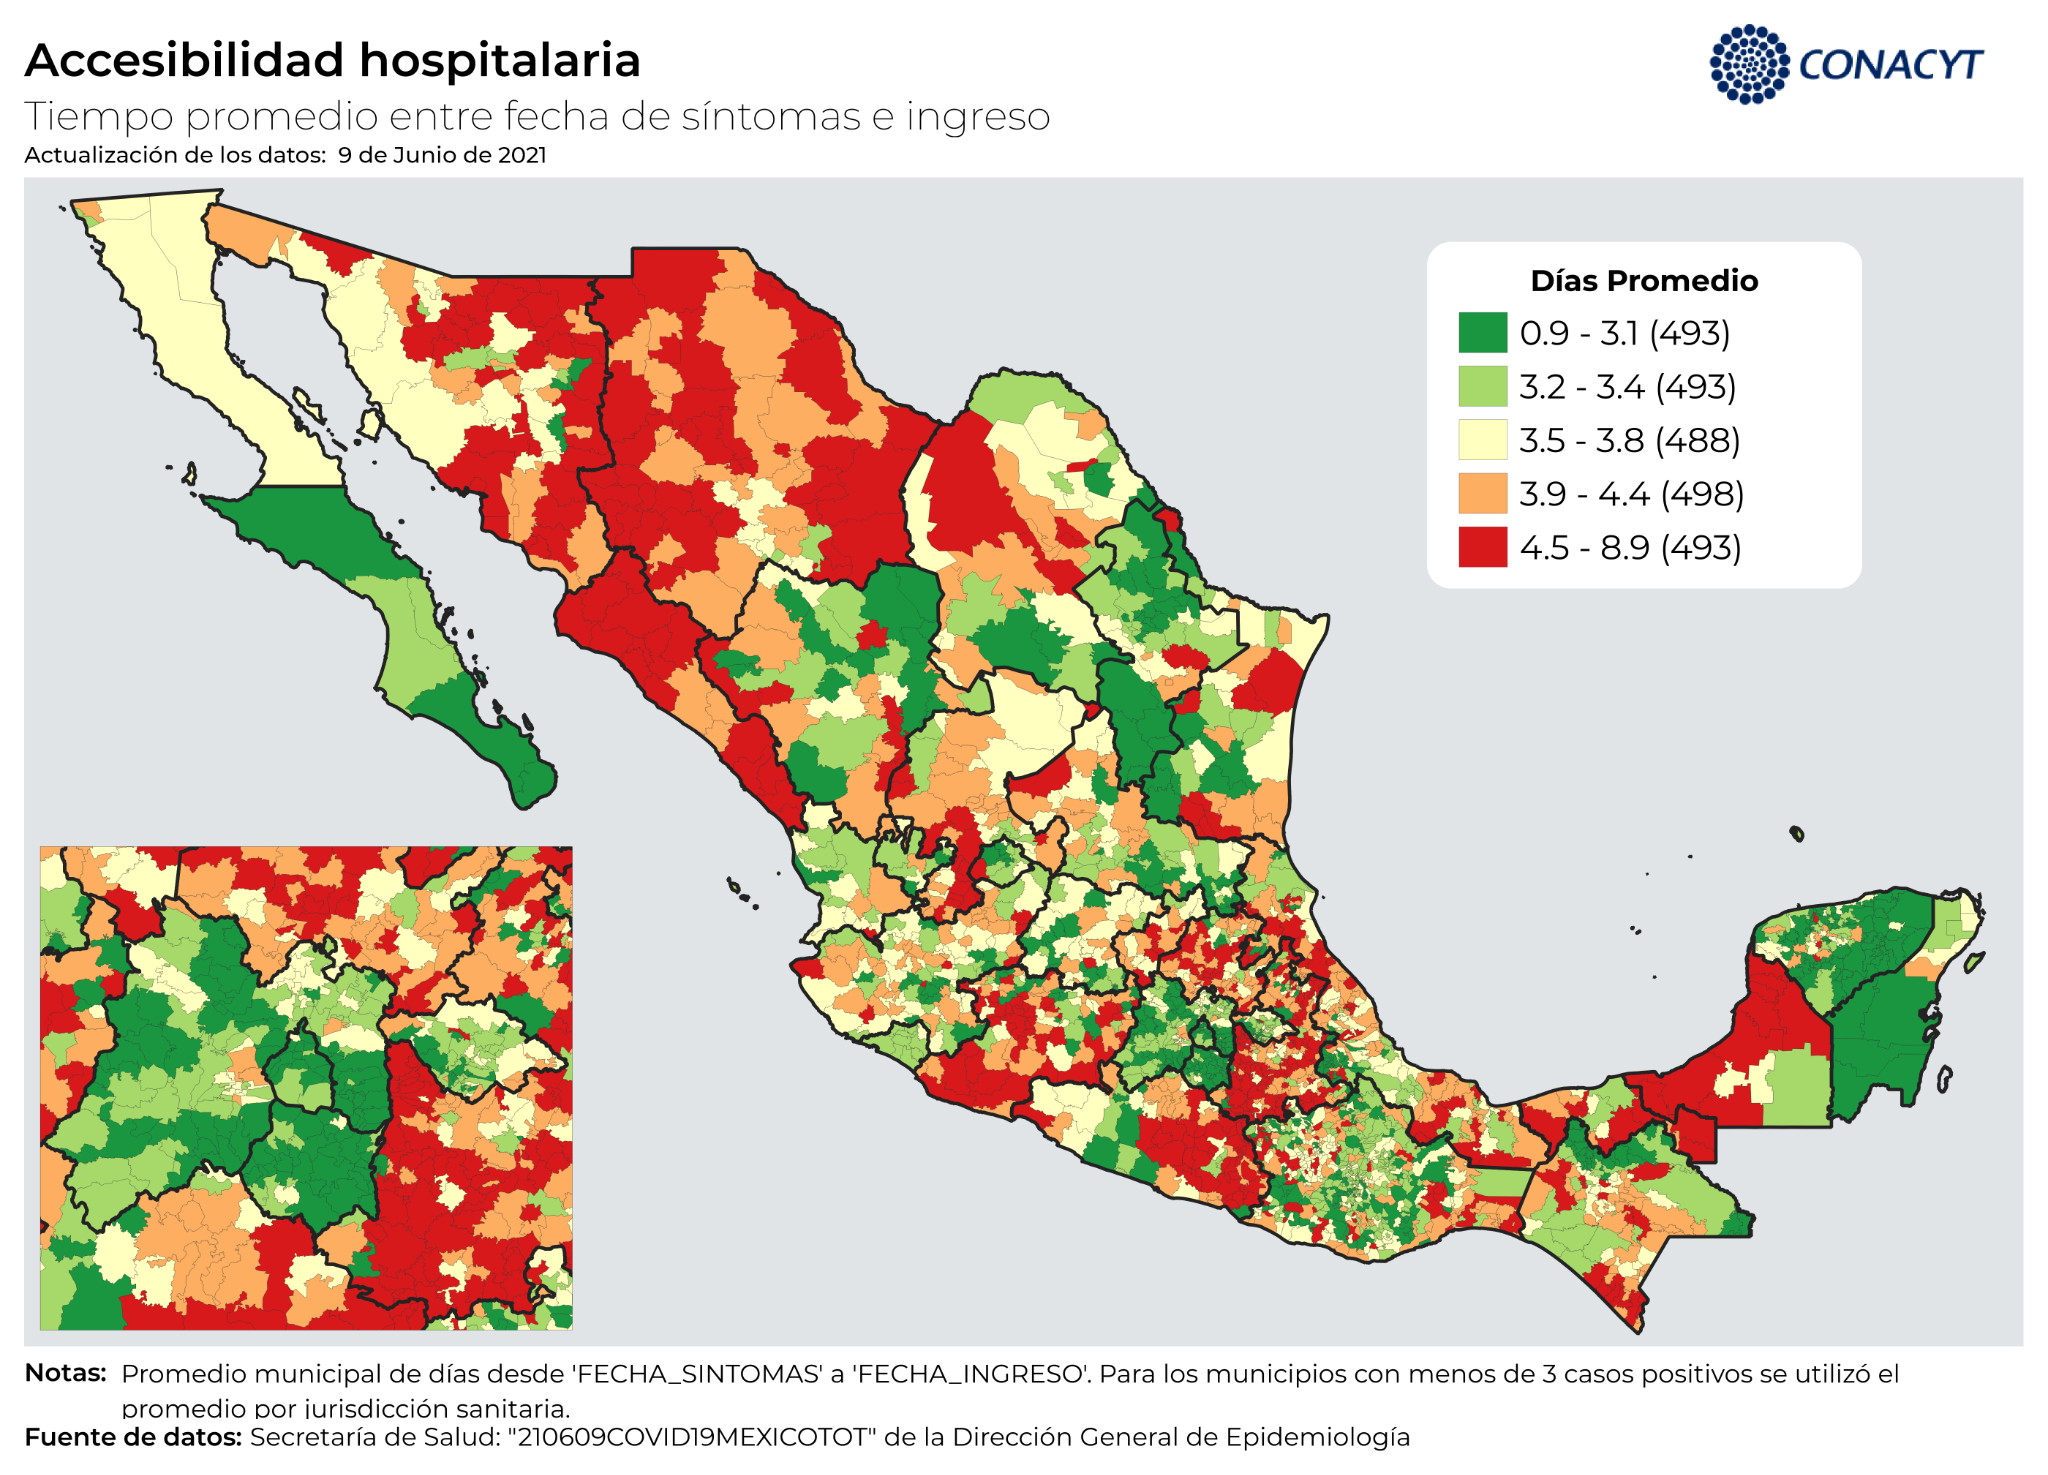 Accesibilidad hospitalaria
CONACYT
Tiempo promedio entre fecha de síntomas e ingreso
Actualización de los datos: 9 de Junio de 2021
Días Promedio
0.9 - 3.1 (493)
3.2 - 3.4 (493)
3.5 - 3.8 (488)
3.9 - 4.4 (498)
4.5 - 8.9 (493)
Notas: Promedio municipal de días desde 'FECHA_SINTOMAS' a 'FECHA_INGRESO'. Para los municipios con menos de 3 casos positivos se utilizó el
promedio por jurisdicción sanitaria.
Fuente de datos: Secretaría de Salud: "210609COVID19MEXICOTOT" de la Dirección General de Epidemiología